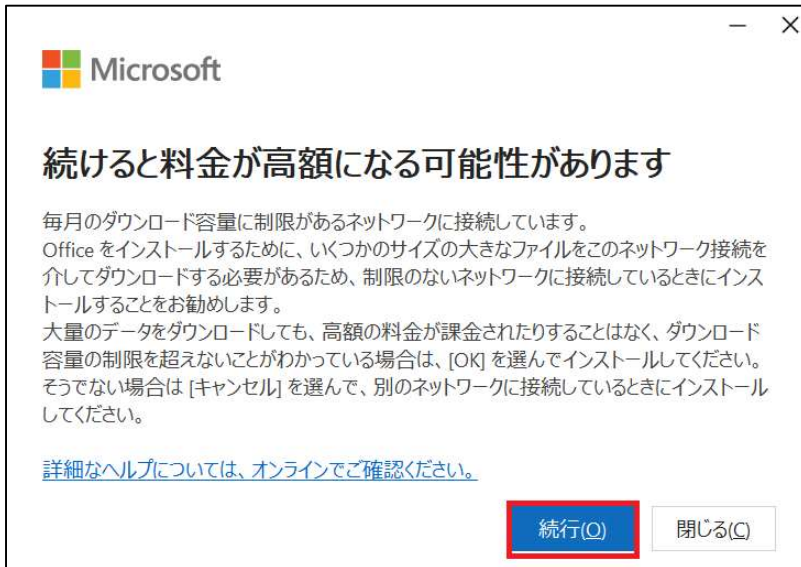 Microsoft
続けると料金が高額になる可能性があります
毎月のダウンロード容量に制限があるネットワークに接続しています。
Office をインストールするために、いくつかのサイズの大きなファイルをこのネットワーク接続を
介してダウンロードする必要があるため、制限のないネットワークに接続しているときにインス
トールすることをお勧めします。
大量のデータをダウンロードしても、高額の料金が課金されたりすることはなく、ダウンロード
容量の制限を超えないことがわかっている場合は、[OK] を選んでインストールしてください。
そうでない場合は [キャンセル] を選んで、別のネットワークに接続しているときにインストール
してください。
詳細なヘルプについては、オンラインでご確認ください。
続行(O) 閉じる(C)